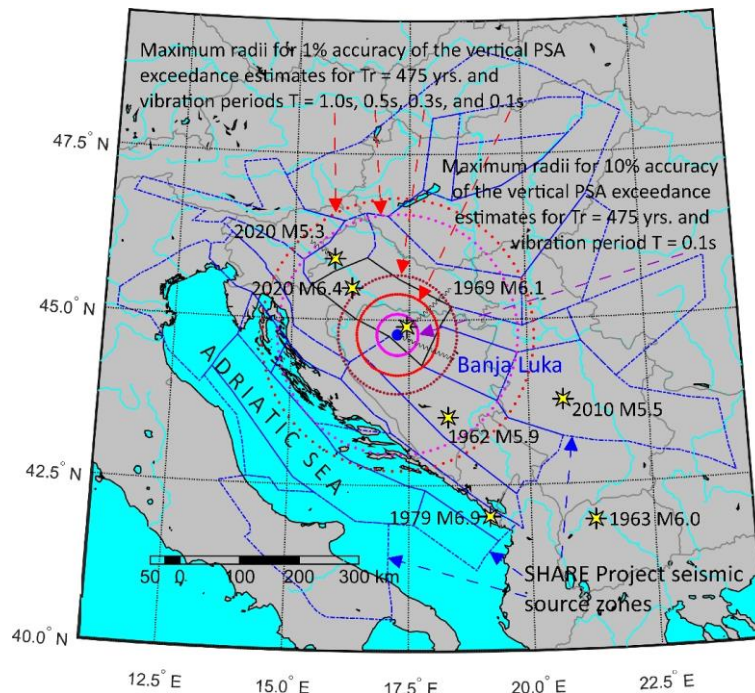 Maximum radii for 1% accuracy of the vertical PSA
exceedance estimates for Tr = 475 yrs. and
vibration periods T = 1.0s, 0.5s, 0.3s, and 0.1s
47.5° N
Maximum radii for 10% accuracy
of the vertical PSA exceedance
estimates for Tr = 475 yrs. and
vibration period T = 0.1s
2020 M5.3
2020 M6.4
1969 M6.1
45.0° N
Banja Luka
ADRIATIC SEA
2010 M5.5
1962 M5.9
42.5° N
1979 M6.9
1963 M6.0
50 0 100 200 300 km
SHARE Project seismic
source zones
40.0° N
12.5° E 15.0° E 17.5° E 20.0° E 22.5° E